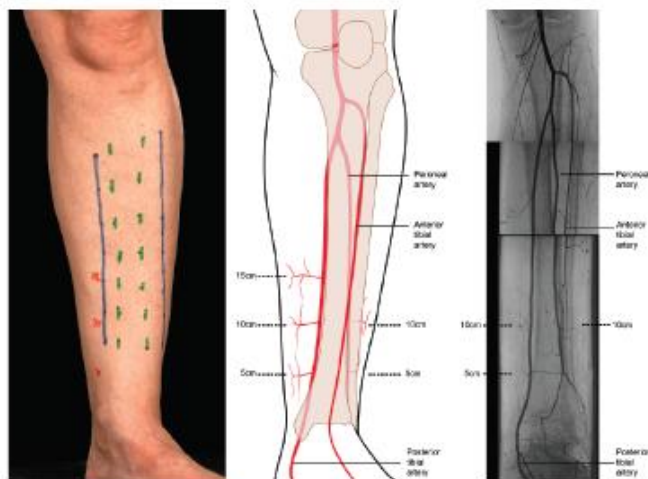 Peroneal
artery
Anterior
tibial
artery
15cm
10cm
10cm
5cm
5cm
Posterior
tibial
artery
Peroneal
artery
Anterior
tibial
artery
10cm
10cm
5cm
Posterior
tibial
artery